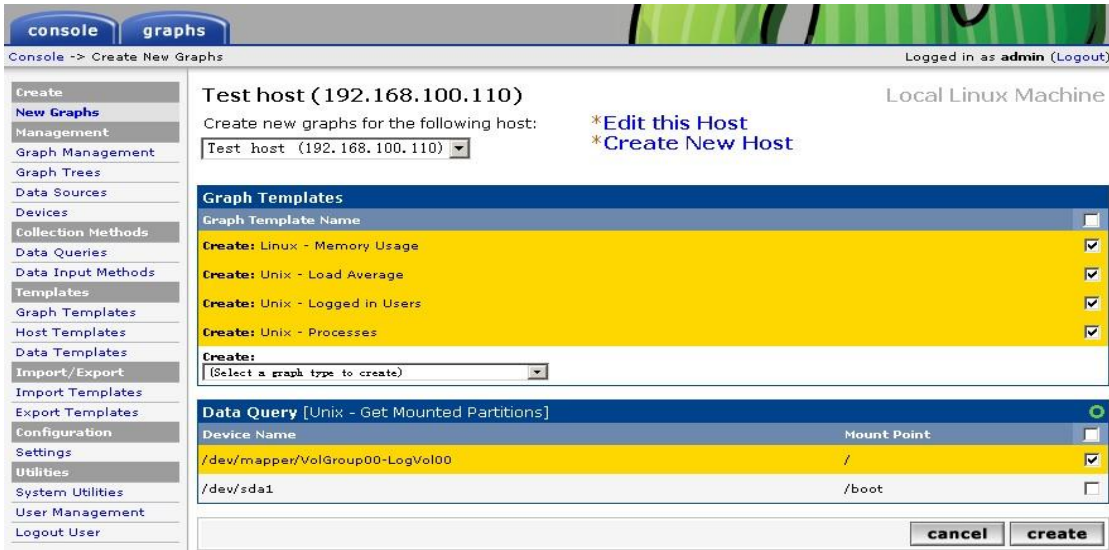 console graphs
Console -> Create New Graphs
Logged in as admin (Logout)
Create
New Graphs
Management
Graph Management
Graph Trees
Data Sources
Devices
Collection Methods
Data Queries
Data Input Methods
Templates
Graph Templates
Host Templates
Data Templates
Import/Export
Import Templates
Export Templates
Configuration
Settings
Utilities
System Utilities
User Management
Logout User
Test host (192.168.100.110)
Local Linux Machine
Create new graphs for the following host:
Test host (192.168.100.110)
*Edit this Host
*Create New Host
Graph Templates
Graph Template Name
Create: Linux - Memory Usage
Create: Unix - Load Average
Create: Unix - Logged in Users
Create: Unix - Processes
Create:
(Select a graph type to create)
Data Query [Unix - Get Mounted Partitions]
Device Name Mount Point
/dev/mapper/VolGroup00-LogVol00 /
/dev/sda1 /boot
cancel create